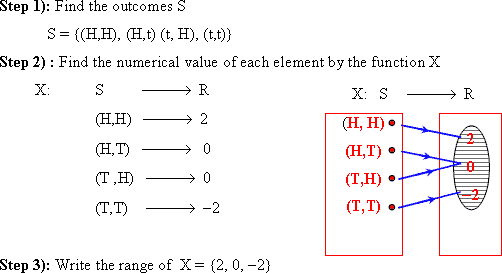 Step 1): Find the outcomes S
S = {(H,H), (H,t) (t, H), (t,t)}
Step 2) : Find the numerical value of each element by the function X
X: S ⟶ R
(H,H) ⟶ 2
(H,T) ⟶ 0
(T ,H) ⟶ 0
(T,T) ⟶ −2
X: S ⟶ R
(H, H)
(H,T)
(T,H)
(T, T)
2
0
−2
Step 3): Write the range of X = {2, 0, −2}